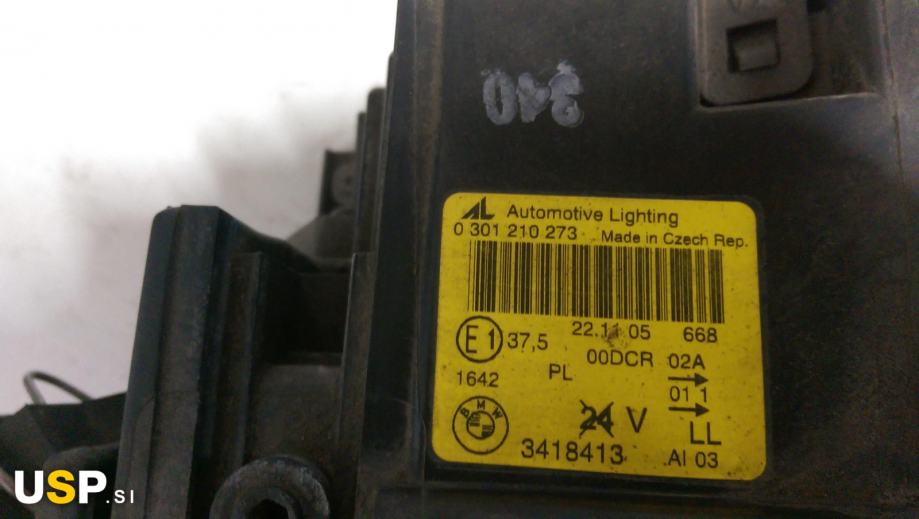 340
AL Automotive Lighting
0 301 210 273 Made in Czech Rep.
22.11 05 668
E1 37,5 00DCR 02A
1642 PL 01 1
BMW 24 V LL
3418413 Al 03
USP.SI